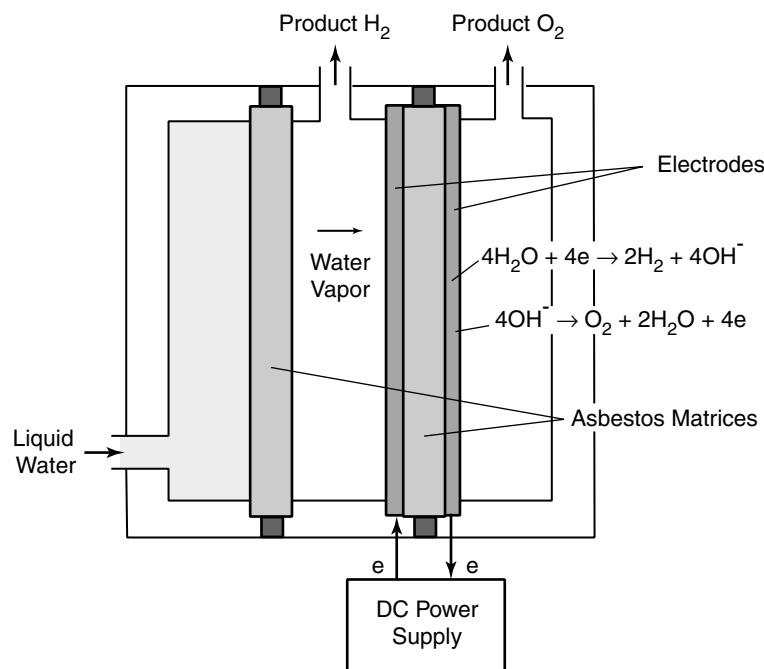 Product H₂
Product O₂
Electrodes
Water
Vapor
4H₂O + 4e → 2H₂ + 4OH⁻
4OH⁻ → O₂ + 2H₂O + 4e
Asbestos Matrices
Liquid
Water
e
e
DC Power
Supply